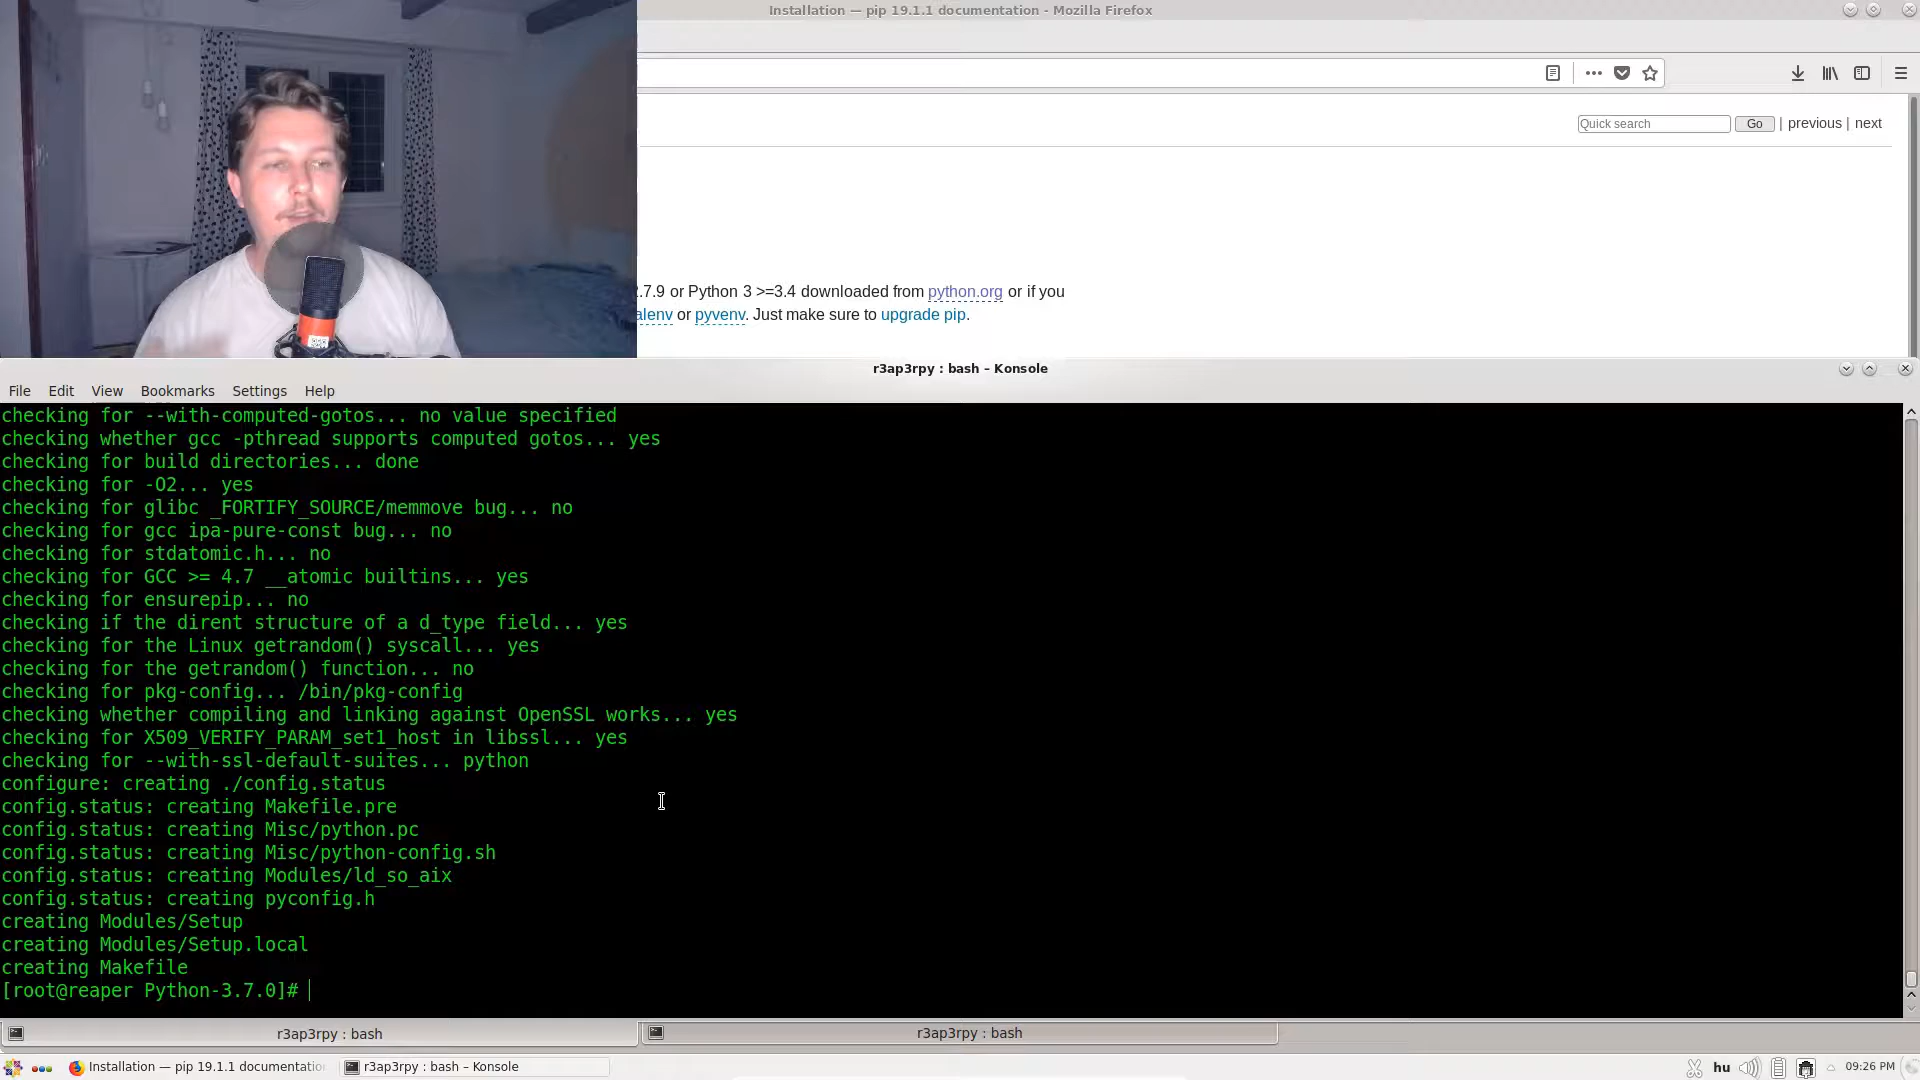 Installation — pip 19.1.1 documentation - Mozilla Firefox
Quick search Go | previous | next
.7.9 or Python 3 >=3.4 downloaded from python.org or if you
alenv or pyvenv. Just make sure to upgrade pip.
r3ap3rpy : bash – Konsole
File Edit View Bookmarks Settings Help
checking for --with-computed-gotos... no value specified
checking whether gcc -pthread supports computed gotos... yes
checking for build directories... done
checking for -O2... yes
checking for glibc _FORTIFY_SOURCE/memmove bug... no
checking for gcc ipa-pure-const bug... no
checking for stdatomic.h... no
checking for GCC >= 4.7 __atomic builtins... yes
checking for ensurepip... no
checking if the dirent structure of a d_type field... yes
checking for the Linux getrandom() syscall... yes
checking for the getrandom() function... no
checking for pkg-config... /bin/pkg-config
checking whether compiling and linking against OpenSSL works... yes
checking for X509_VERIFY_PARAM_set1_host in libssl... yes
checking for --with-ssl-default-suites... python
configure: creating ./config.status
config.status: creating Makefile.pre
config.status: creating Misc/python.pc
config.status: creating Misc/python-config.sh
config.status: creating Modules/ld_so_aix
config.status: creating pyconfig.h
creating Modules/Setup
creating Modules/Setup.local
creating Makefile
[root@reaper Python-3.7.0]#
r3ap3rpy : bash r3ap3rpy : bash
Installation — pip 19.1.1 documentatio r3ap3rpy : bash – Konsole hu 09:26 PM